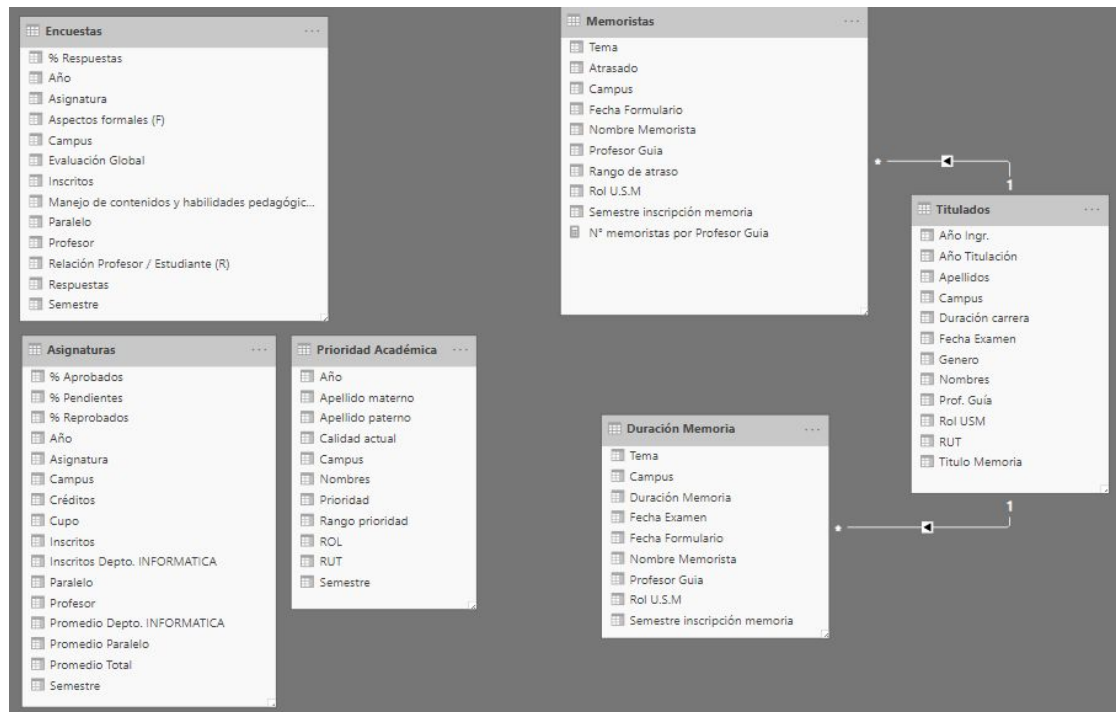 Encuestas
% Respuestas
Año
Asignatura
Aspectos formales (F)
Campus
Evaluación Global
Inscritos
Manejo de contenidos y habilidades pedagógic...
Paralelo
Profesor
Relación Profesor / Estudiante (R)
Respuestas
Semestre
Memoristas
Tema
Atrasado
Campus
Fecha Formulario
Nombre Memorista
Profesor Guia
Rango de atraso
Rol U.S.M
Semestre inscripción memoria
N° memoristas por Profesor Guia
*
1
Titulados
Año Ingr.
Año Titulación
Apellidos
Campus
Duración carrera
Fecha Examen
Genero
Nombres
Prof. Guía
Rol USM
RUT
Titulo Memoria
Asignaturas
% Aprobados
% Pendientes
% Reprobados
Año
Asignatura
Campus
Créditos
Cupo
Inscritos
Inscritos Depto. INFORMATICA
Paralelo
Profesor
Promedio Depto. INFORMATICA
Promedio Paralelo
Promedio Total
Semestre
Prioridad Académica
Año
Apellido materno
Apellido paterno
Calidad actual
Campus
Nombres
Prioridad
Rango prioridad
ROL
RUT
Semestre
Duración Memoria
Tema
Campus
Duración Memoria
Fecha Examen
Fecha Formulario
Nombre Memorista
Profesor Guia
Rol U.S.M
Semestre inscripción memoria
*
1